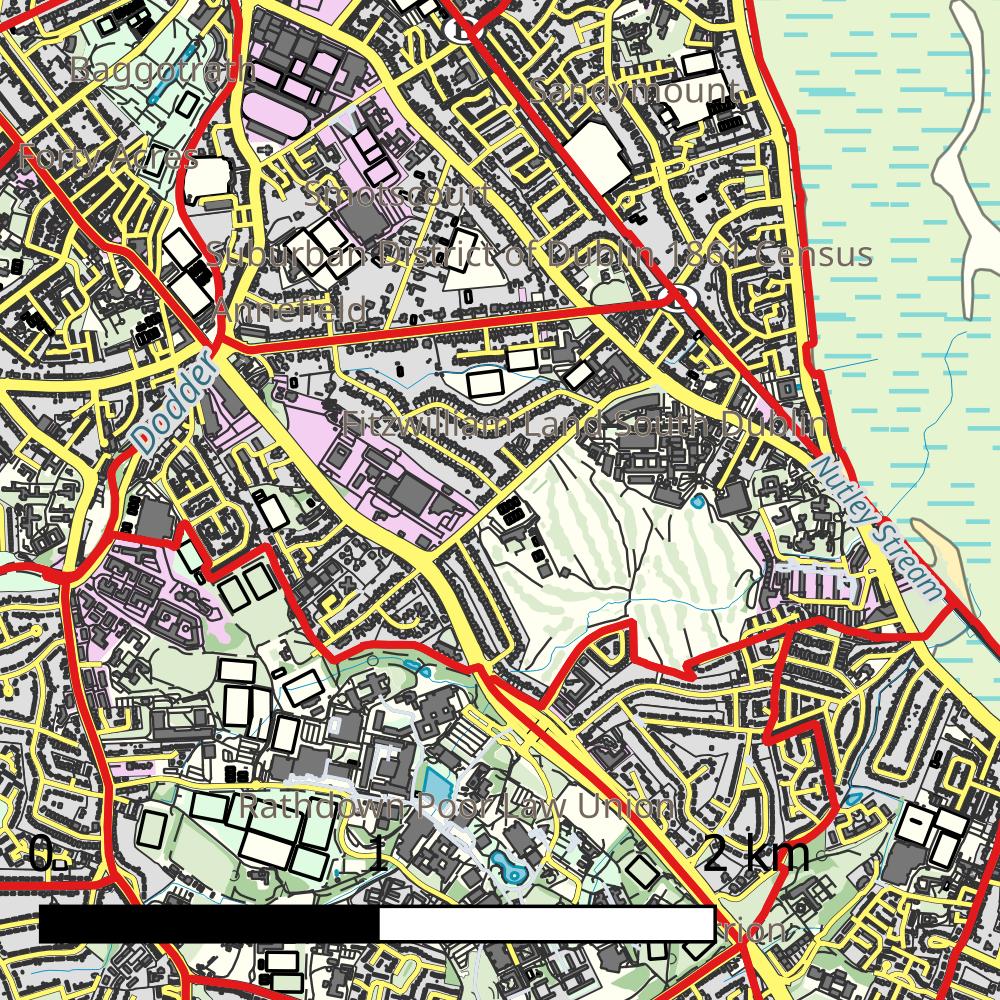 Baggotrath
Sandymount
Forty Acres
Smotscourt
Suburban District of Dublin 1861 Census
Annefield
Dodder
Fitzwilliam Land South Dublin
Nutley Stream
Rathdown Poor Law Union
0 1 2 km